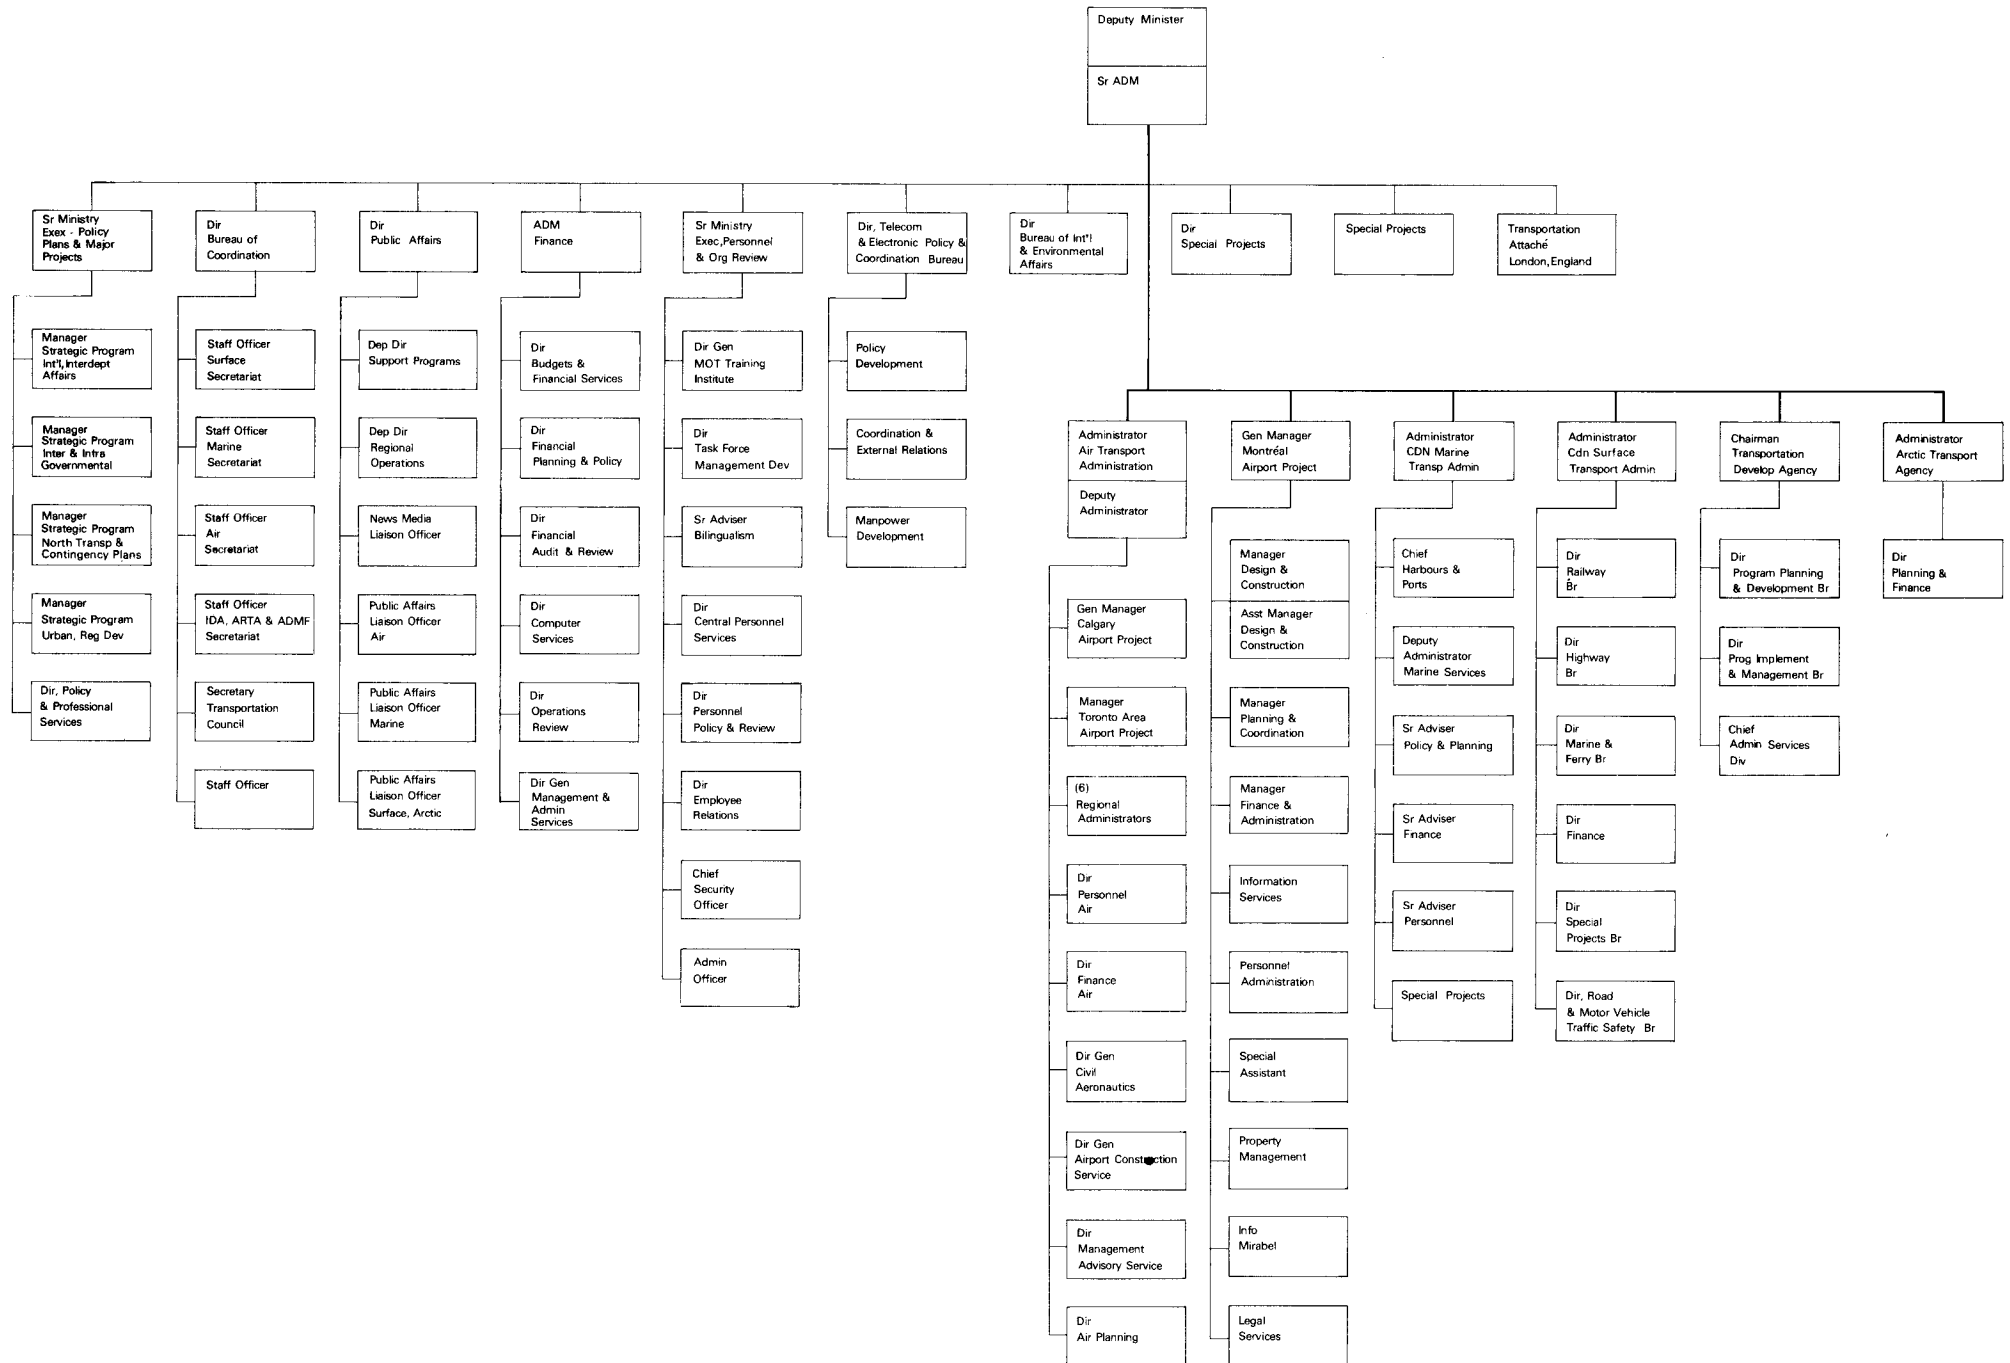 Deputy Minister
Sr ADM
Sr Ministry
Exex - Policy
Plans & Major
Projects
Dir
Bureau of
Coordination
Dir
Public Affairs
ADM
Finance
Sr Ministry
Exec,Personnel
& Org Review
Dir, Telecom
& Electronic Policy &
Coordination Bureau
Dir
Bureau of Int'l
& Environmental
Affairs
Dir
Special Projects
Special Projects
Transportation
Attaché
London,England
Manager
Strategic Program
Int'l,Interdept
Affairs
Manager
Strategic Program
Inter & Intra
Governmental
Manager
Strategic Program
North Transp &
Contingency Plans
Manager
Strategic Program
Urban, Reg Dev
Dir, Policy
& Professional
Services
Staff Officer
Surface
Secretariat
Staff Officer
Marine
Secretariat
Staff Officer
Air
Secretariat
Staff Officer
IDA, ARTA & ADMF
Secretariat
Secretary
Transportation
Council
Staff Officer
Dep Dir
Support Programs
Dep Dir
Regional
Operations
News Media
Liaison Officer
Public Affairs
Liaison Officer
Air
Public Affairs
Liaison Officer
Marine
Public Affairs
Liaison Officer
Surface, Arctic
Dir
Budgets &
Financial Services
Dir
Financial
Planning & Policy
Dir
Financial
Audit & Review
Dir
Computer
Services
Dir
Operations
Review
Dir Gen
Management &
Admin
Services
Dir Gen
MOT Training
Institute
Dir
Task Force
Management Dev
Sr Adviser
Bilingualism
Dir
Central Personnel
Services
Dir
Personnel
Policy & Review
Dir
Employee
Relations
Chief
Security
Officer
Admin
Officer
Policy
Development
Coordination &
External Relations
Manpower
Development
Administrator
Air Transport
Administration
Deputy
Administrator
Gen Manager
Calgary
Airport Project
Manager
Toronto Area
Airport Project
(6)
Regional
Administrators
Dir
Personnel
Air
Dir
Finance
Air
Dir Gen
Civil
Aeronautics
Dir Gen
Airport Construction
Service
Dir
Management
Advisory Service
Dir
Air Planning
Gen Manager
Montréal
Airport Project
Manager
Design &
Construction
Asst Manager
Design &
Construction
Manager
Planning &
Coordination
Manager
Finance &
Administration
Information
Services
Personnel
Administration
Special
Assistant
Property
Management
Info
Mirabel
Legal
Services
Administrator
CDN Marine
Transp Admin
Chief
Harbours &
Ports
Deputy
Administrator
Marine Services
Sr Adviser
Policy & Planning
Sr Adviser
Finance
Sr Adviser
Personnel
Special Projects
Administrator
Cdn Surface
Transport Admin
Dir
Railway
Br
Dir
Highway
Br
Dir
Marine &
Ferry Br
Dir
Finance
Dir
Special
Projects Br
Dir, Road
& Motor Vehicle
Traffic Safety Br
Chairman
Transportation
Develop Agency
Dir
Program Planning
& Development Br
Dir
Prog Implement
& Management Br
Chief
Admin Services
Div
Administrator
Arctic Transport
Agency
Dir
Planning &
Finance